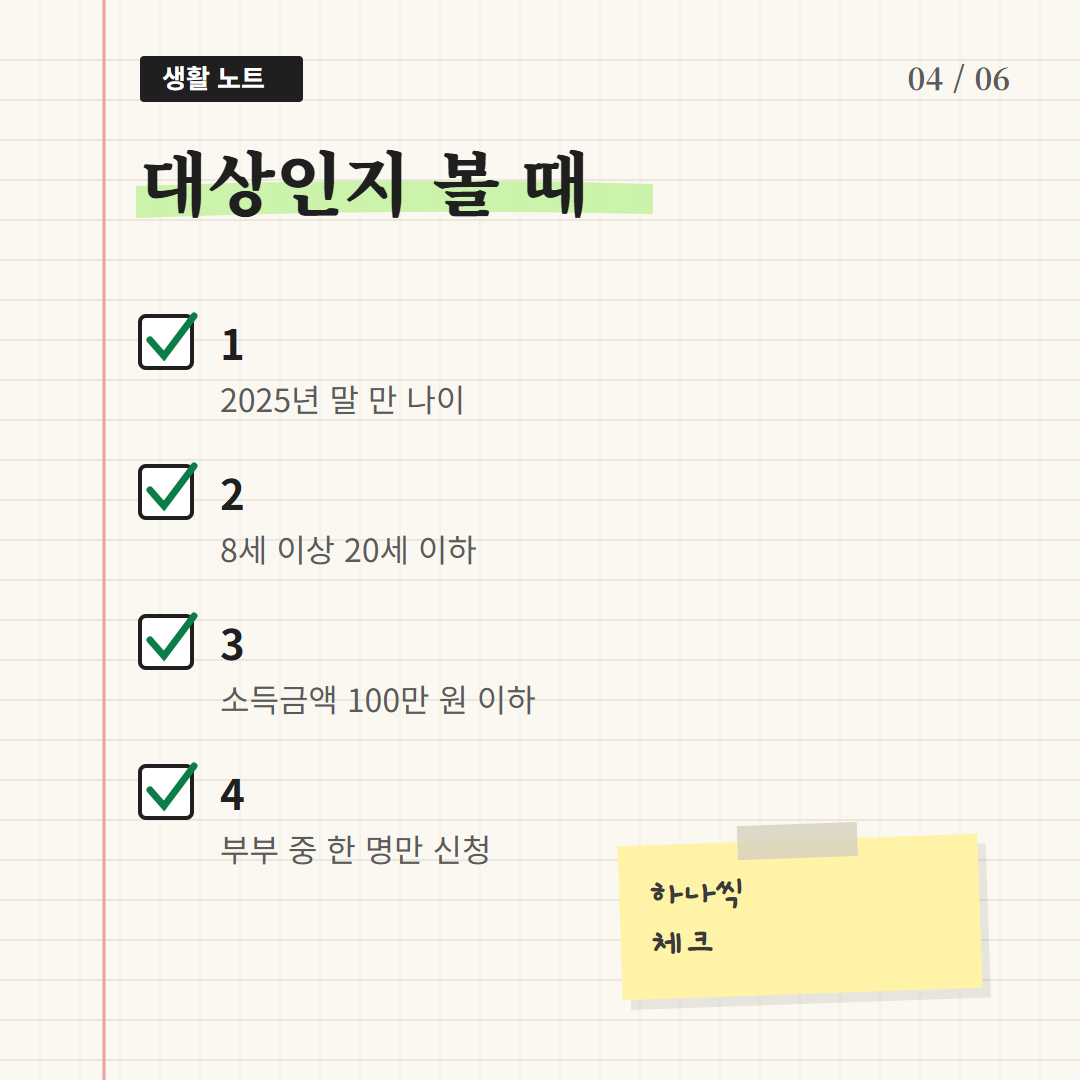 생활 노트
04 / 06
대상인지 볼 때
1
2025년 말 만 나이
2
8세 이상 20세 이하
3
소득금액 100만 원 이하
4
부부 중 한 명만 신청
하나씩
체크